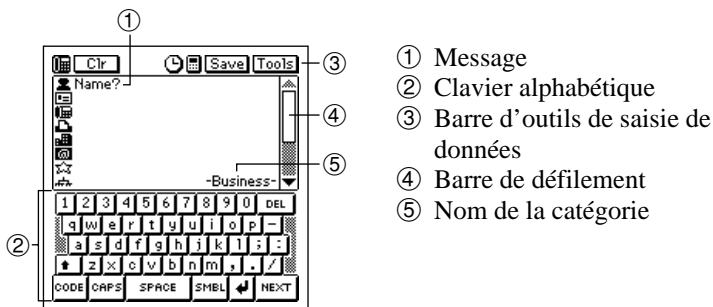 ①
Clr Save Tools ③
Name?
④
⑤
-Business-
②
1 2 3 4 5 6 7 8 9 0 DEL
q w e r t y u i o p -
a s d f g h j k l ; :
z x c v b n m , . /
CODE CAPS SPACE SMBL NEXT
① Message
② Clavier alphabétique
③ Barre d’outils de saisie de
données
④ Barre de défilement
⑤ Nom de la catégorie